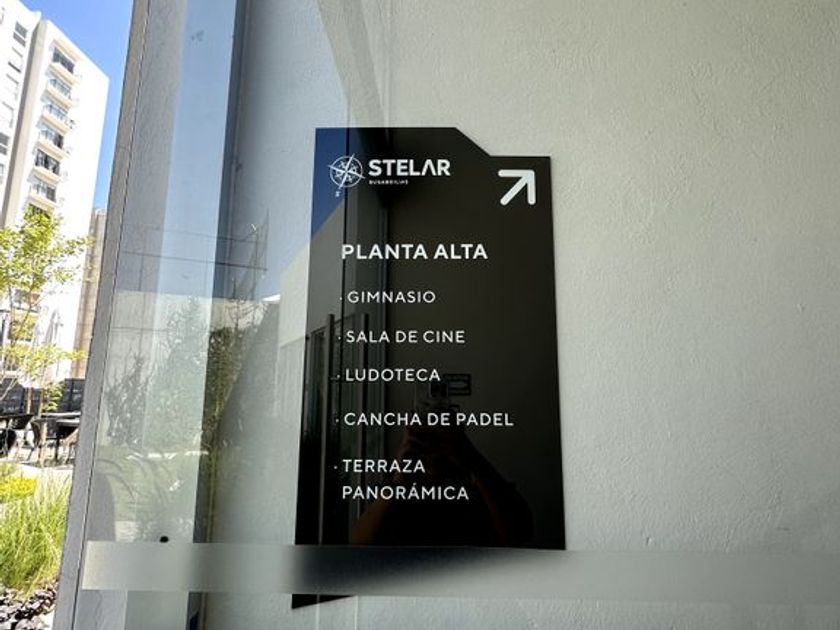 STELAR
PLANTA ALTA
· GIMNASIO
· SALA DE CINE
· LUDOTECA
· CANCHA DE PADEL
· TERRAZA
PANORÁMICA